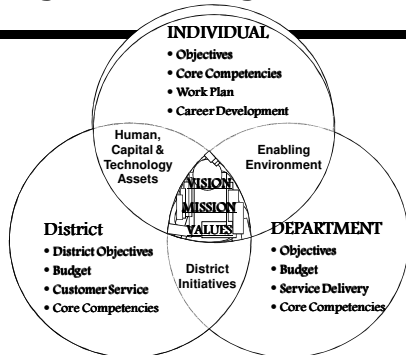 INDIVIDUAL
• Objectives
• Core Competencies
• Work Plan
• Career Development
Human,
Capital &
Technology
Assets
Enabling
Environment
VISION
MISSION
VALUES
District
• District Objectives
• Budget
• Customer Service
• Core Competencies
District
Initiatives
DEPARTMENT
• Objectives
• Budget
• Service Delivery
• Core Competencies